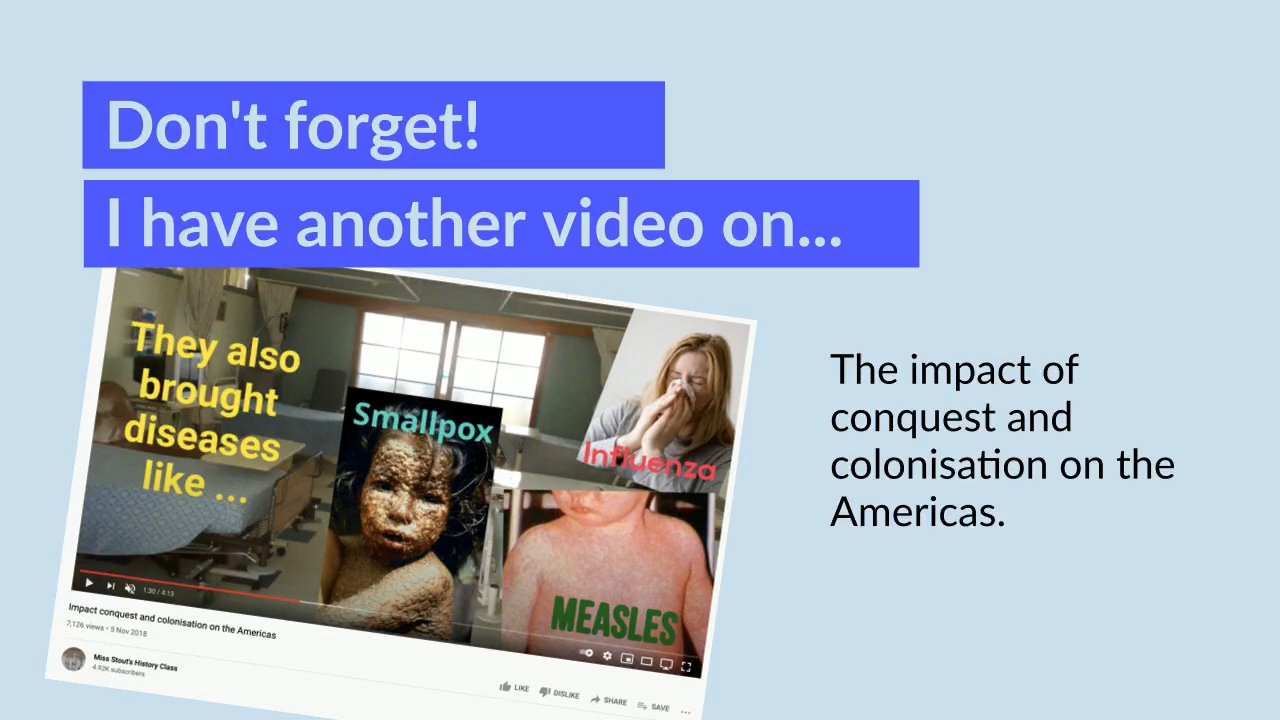 Don't forget!
I have another video on...
They also
brought
diseases
like ...
Smallpox
Influenza
MEASLES
1:30 / 4:13
Impact conquest and colonisation on the Americas
7,126 views • 5 Nov 2018
Miss Stout's History Class
4.92K subscribers
LIKE
DISLIKE
SHARE
SAVE
The impact of
conquest and
colonisation on the
Americas.